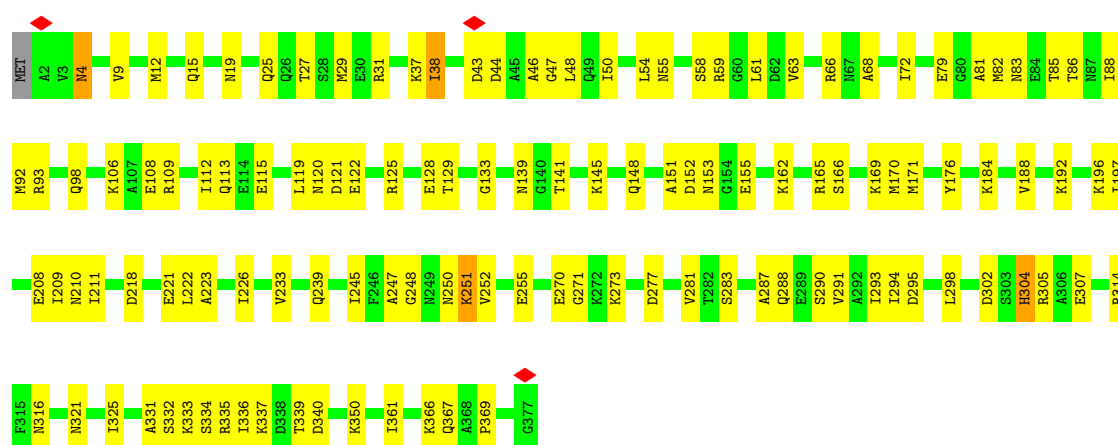 MET A2 V3 N4 V9 M12 Q15 N19 Q25 Q26 T27 S28 M29 E30 R31 K37 I38 D43 D44 A45 A46 G47 L48 Q49 I50 L54 N55 S58 R59 G60 L61 D62 V63 R66 N67 A68 I72 E79 G80 A81 M82 N83 E84 T85 T86 N87 I88
M92 R93 Q98 K106 A107 E108 R109 I112 Q113 E114 E115 L119 N120 D121 E122 R125 E128 T129 G133 N139 G140 T141 K145 Q148 A151 D152 N153 G154 E155 K162 R165 S166 K169 M170 M171 Y176 K184 V188 K192 K196
E208 I209 N210 I211 D218 E221 L222 A223 I226 V233 Q239 I245 F246 A247 G248 N249 N250 K251 V252 E255 E270 G271 K272 K273 D277 V281 T282 S283 A287 Q288 E289 S290 V291 A292 I293 I294 D295 L298 D302 S303 H304 R305 A306 E307
F315 N316 N321 I325 A331 S332 K333 S334 R335 I336 K337 D338 T339 D340 K350 I361 K366 Q367 A368 P369 G377